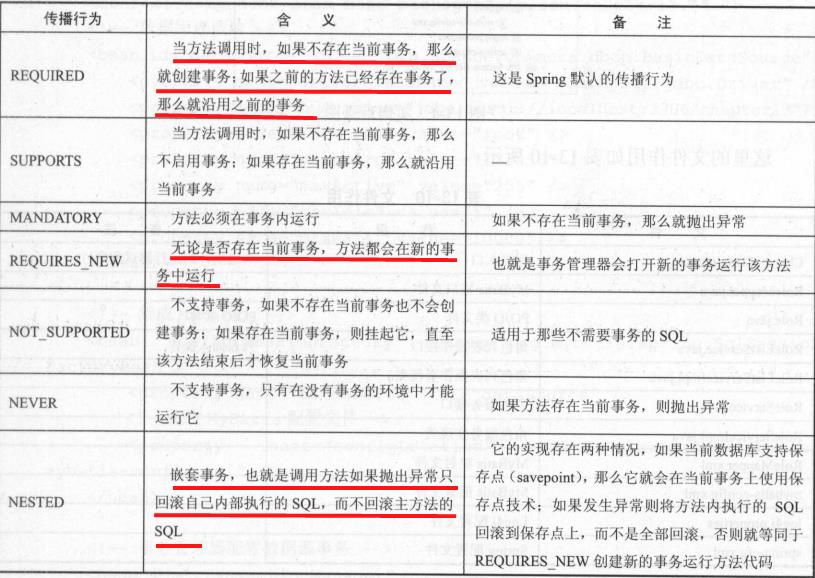 传播行为 含 义 备 注
REQUIRED
当方法调用时，如果不存在当前事务，那么
就创建事务；如果之前的方法已经存在事务了，
那么就沿用之前的事务
这是 Spring 默认的传播行为
SUPPORTS
当方法调用时，如果不存在当前事务，那么
不启用事务；如果存在当前事务，那么就沿用
当前事务
—
MANDATORY
方法必须在事务内运行
如果不存在当前事务，那么就抛出异常
REQUIRES_NEW
无论是否存在当前事务，方法都会在新的事
务中运行
也就是事务管理器会打开新的事务运行该方法
NOT_SUPPORTED
不支持事务，如果不存在当前事务也不会创
建事务；如果存在当前事务，则挂起它，直至
该方法结束后才恢复当前事务
适用于那些不需要事务的 SQL
NEVER
不支持事务，只有在没有事务的环境中才能
运行它
如果方法存在当前事务，则抛出异常
NESTED
嵌套事务，也就是调用方法如果抛出异常只
回滚自己内部执行的 SQL，而不回滚主方法的
SQL
它的实现存在两种情况，如果当前数据库支持保
存点（savepoint），那么它就会在当前事务上使用保
存点技术；如果发生异常则将方法内执行的 SQL
回滚到保存点上，而不是全部回滚，否则就等同于
REQUIRES_NEW 创建新的事务运行方法代码